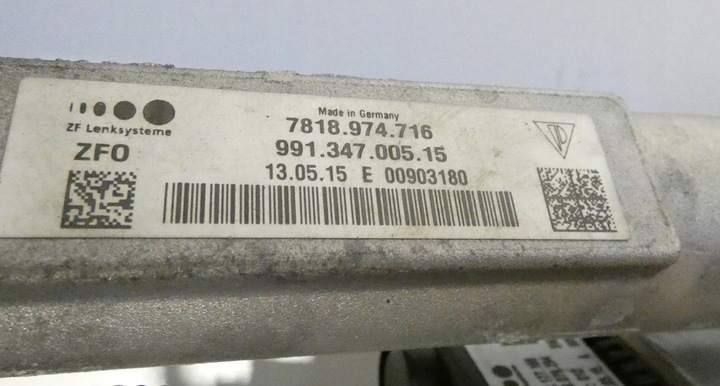 Made in Germany
ZF Lenksysteme
7818.974.716
ZFO
991.347.005.15
13.05.15 E 00903180